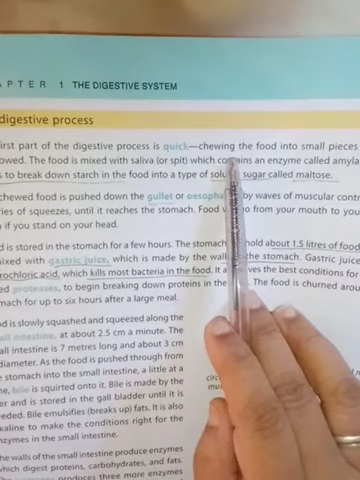 APTER 1 THE DIGESTIVE SYSTEM
digestive process
irst part of the digestive process is quick—chewing the food into small pieces
owed. The food is mixed with saliva (or spit) which contains an enzyme called amyla
s to break down starch in the food into a type of sugar called maltose.
chewed food is pushed down the gullet or by waves of muscular contr
ries of squeezes, until it reaches the stomach. Food from your mouth to you
if you stand on your head.
d is stored in the stomach for a few hours. The stomach hold about 1.5 litres of food
ixed with gastric juice, which is made by the the stomach. Gastric juice
rochloric acid, which kills most bacteria in the food. It the best conditions for
ed proteases, to begin breaking down proteins in the The food is churned arou
mach for up to six hours after a large meal.
d is slowly squashed and squeezed along the
all intestine, at about 2.5 cm a minute. The
all intestine is 7 metres long and about 3 cm
diameter. As the food is pushed through from
e stomach into the small intestine, a little at a
me, bile is squirted onto it. Bile is made by the
er and is stored in the gall bladder until it is
eeded. Bile emulsifies (breaks up) fats. It is also
kaline to make the conditions right for the
nzymes in the small intestine.
he walls of the small intestine produce enzymes
which digest proteins, carbohydrates, and fats.
produces three more enzymes